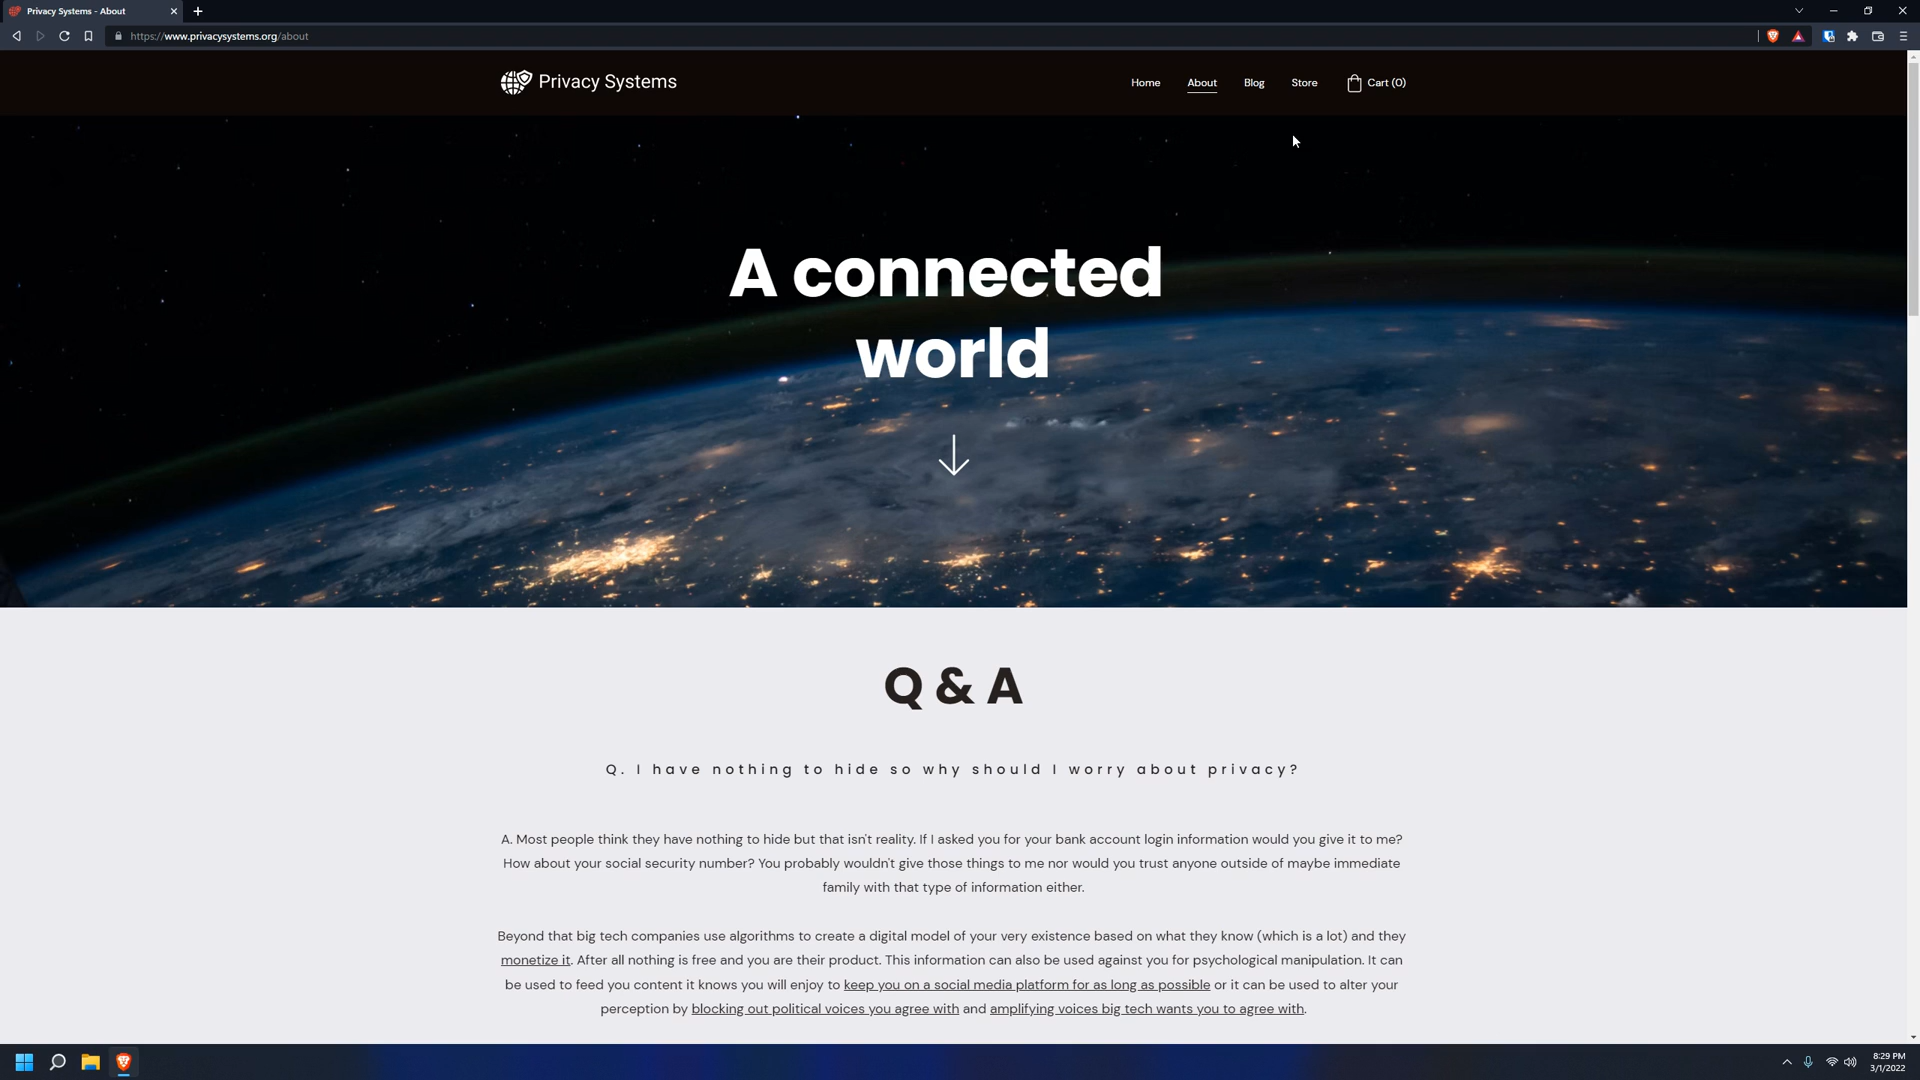 Privacy Systems - About
https://www.privacysystems.org/about
Privacy Systems
Home About Blog Store Cart (0)
A connected
world
Q & A
Q. I have nothing to hide so why should I worry about privacy?
A. Most people think they have nothing to hide but that isn't reality. If I asked you for your bank account login information would you give it to me?
How about your social security number? You probably wouldn't give those things to me nor would you trust anyone outside of maybe immediate
family with that type of information either.
Beyond that big tech companies use algorithms to create a digital model of your very existence based on what they know (which is a lot) and they
monetize it. After all nothing is free and you are their product. This information can also be used against you for psychological manipulation. It can
be used to feed you content it knows you will enjoy to keep you on a social media platform for as long as possible or it can be used to alter your
perception by blocking out political voices you agree with and amplifying voices big tech wants you to agree with.
8:29 PM
3/1/2022